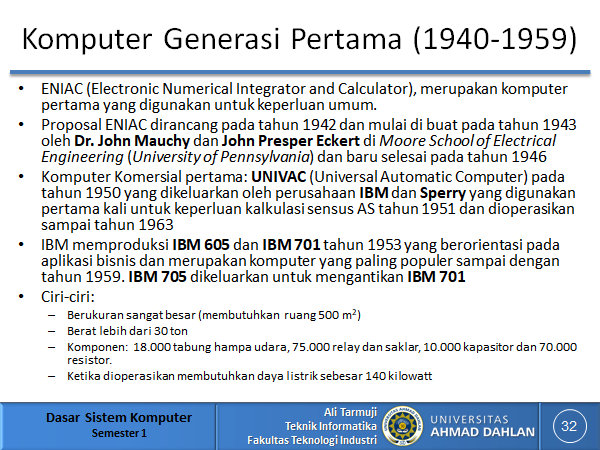 Komputer Generasi Pertama (1940-1959)
• ENIAC (Electronic Numerical Integrator and Calculator), merupakan komputer
pertama yang digunakan untuk keperluan umum.
• Proposal ENIAC dirancang pada tahun 1942 dan mulai di buat pada tahun 1943
oleh Dr. John Mauchy dan John Presper Eckert di Moore School of Electrical
Engineering (University of Pennsylvania) dan baru selesai pada tahun 1946
• Komputer Komersial pertama: UNIVAC (Universal Automatic Computer) pada
tahun 1950 yang dikeluarkan oleh perusahaan IBM dan Sperry yang digunakan
pertama kali untuk keperluan kalkulasi sensus AS tahun 1951 dan dioperasikan
sampai tahun 1963
• IBM memproduksi IBM 605 dan IBM 701 tahun 1953 yang berorientasi pada
aplikasi bisnis dan merupakan komputer yang paling populer sampai dengan
tahun 1959. IBM 705 dikeluarkan untuk mengantikan IBM 701
• Ciri-ciri:
– Berukuran sangat besar (membutuhkan ruang 500 m²)
– Berat lebih dari 30 ton
– Komponen: 18.000 tabung hampa udara, 75.000 relay dan saklar, 10.000 kapasitor dan 70.000
resistor.
– Ketika dioperasikan membutuhkan daya listrik sebesar 140 kilowatt
Dasar Sistem Komputer
Semester 1
Ali Tarmuji
Teknik Informatika
Fakultas Teknologi Industri
UNIVERSITAS
AHMAD DAHLAN
32